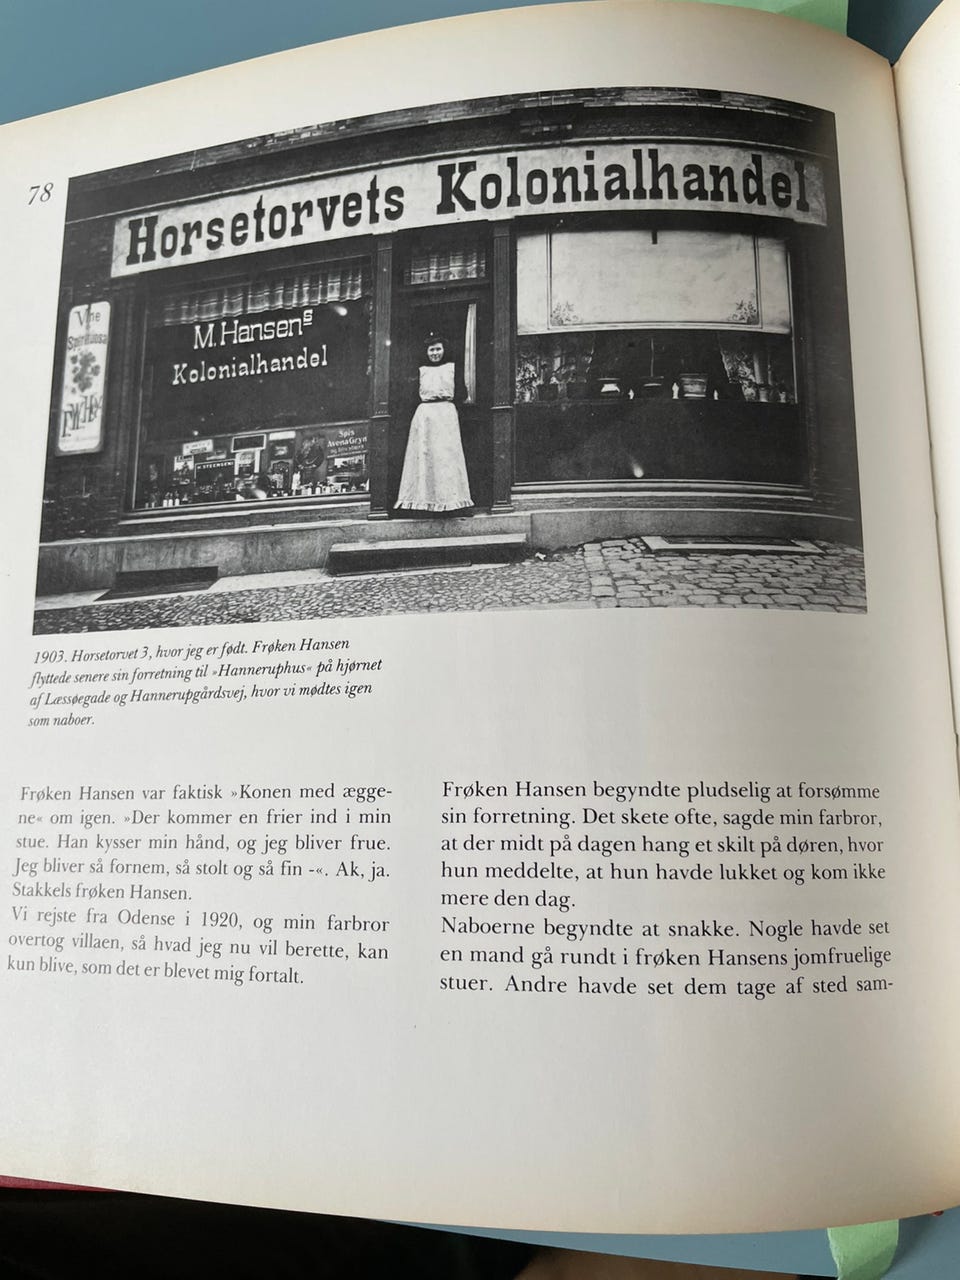 78
Horsetorvets Kolonialhandel
Vine
Spirituosa
M. Hansens
Kolonialhandel
Spis
AvenaGryn
H. STEENSEN
1903. Horsetorvet 3, hvor jeg er født. Frøken Hansen
flyttede senere sin forretning til »Hanneruphus« på hjørnet
af Læssøegade og Hannerupgårdsvej, hvor vi mødtes igen
som naboer.
Frøken Hansen var faktisk »Konen med ægge-
ne« om igen. »Der kommer en frier ind i min
stue. Han kysser min hånd, og jeg bliver frue.
Jeg bliver så fornem, så stolt og så fin -«. Ak, ja.
Stakkels frøken Hansen.
Vi rejste fra Odense i 1920, og min farbror
overtog villaen, så hvad jeg nu vil berette, kan
kun blive, som det er blevet mig fortalt.
Frøken Hansen begyndte pludselig at forsømme
sin forretning. Det skete ofte, sagde min farbror,
at der midt på dagen hang et skilt på døren, hvor
hun meddelte, at hun havde lukket og kom ikke
mere den dag.
Naboerne begyndte at snakke. Nogle havde set
en mand gå rundt i frøken Hansens jomfruelige
stuer. Andre havde set dem tage af sted sam-